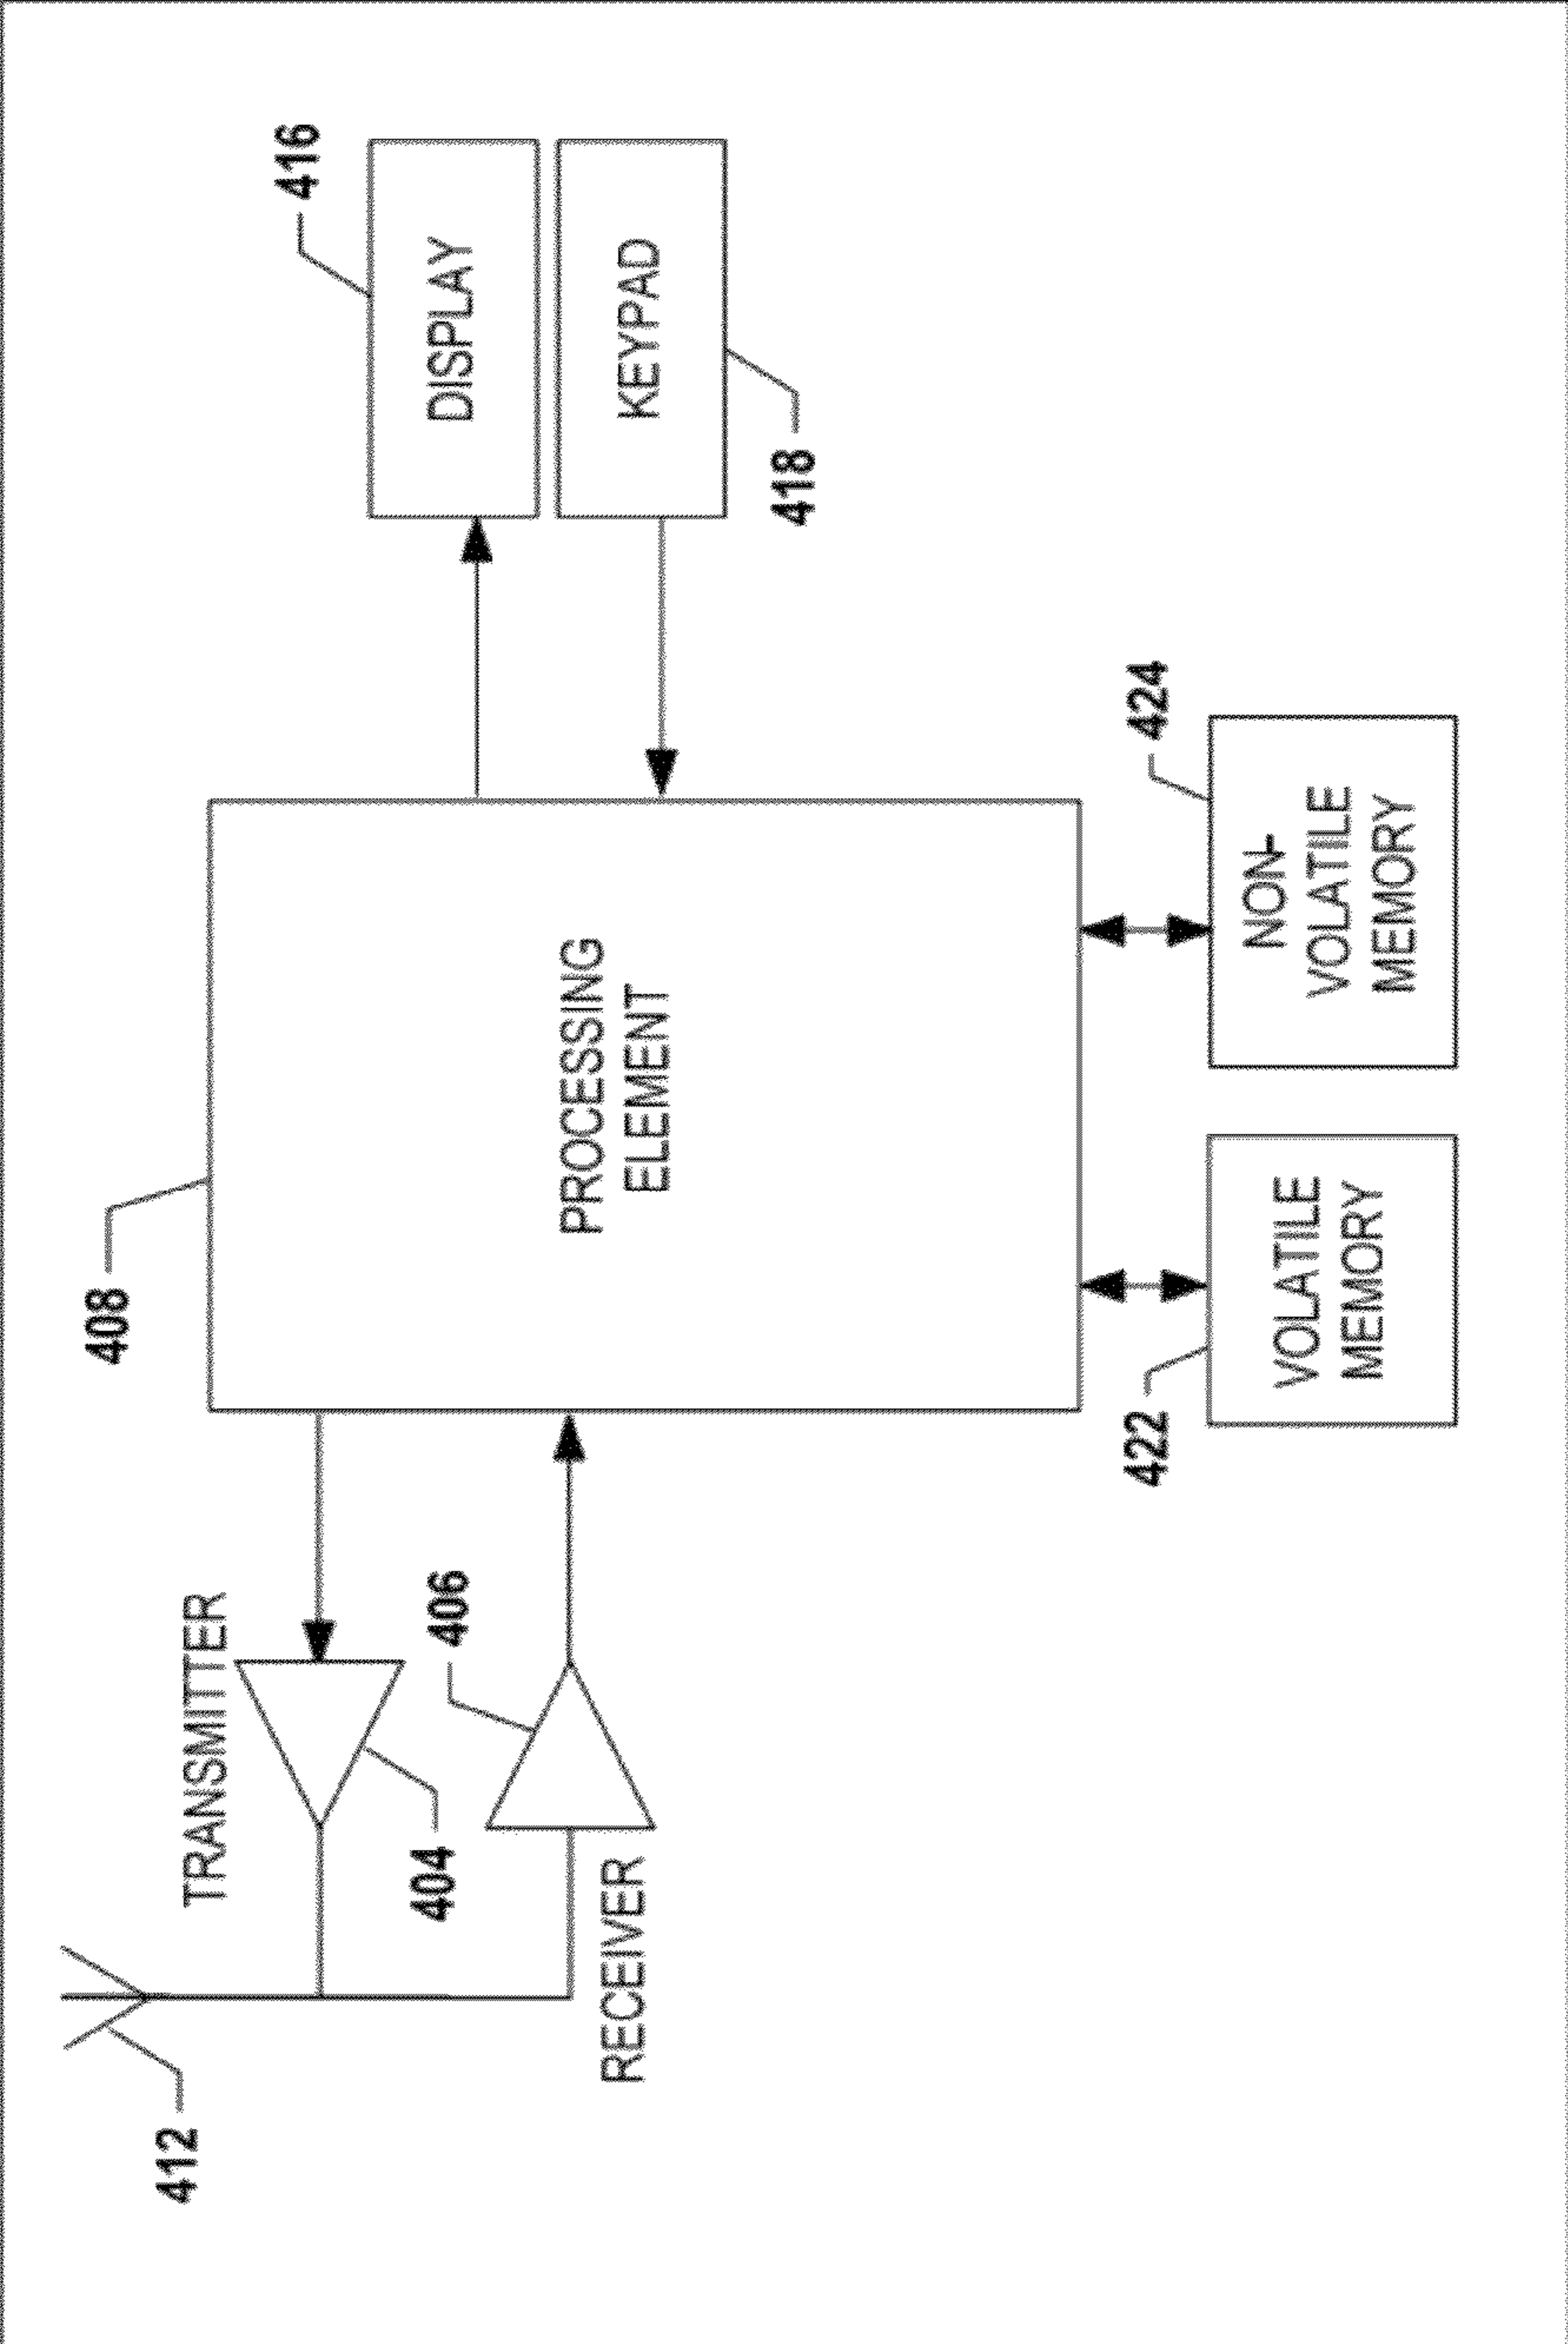 412
TRANSMITTER
404
406
RECEIVER
408
PROCESSING
ELEMENT
416
DISPLAY
KEYPAD
418
422
VOLATILE
MEMORY
424
NON-
VOLATILE
MEMORY